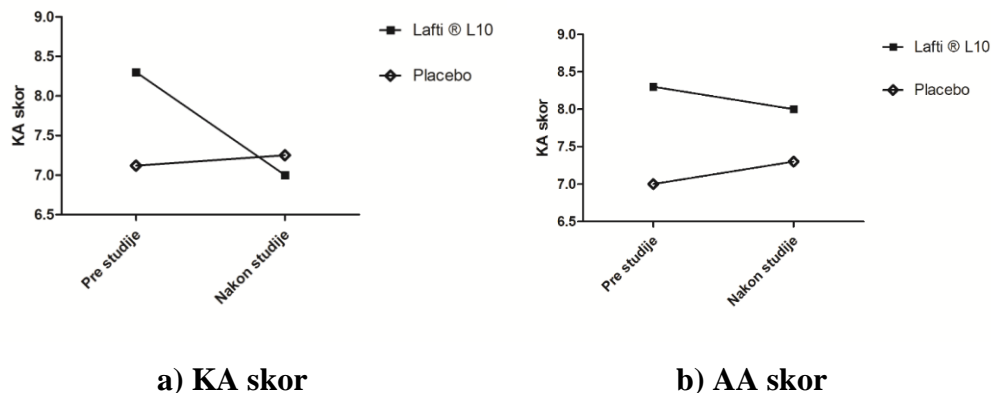 9.0
8.5
8.0
7.5
7.0
6.5
KA skor
Pre studije
Nakon studije
Lafti ® L10
Placebo
a) KA skor
9.0
8.5
8.0
7.5
7.0
6.5
KA skor
Pre studije
Nakon studije
Lafti ® L10
Placebo
b) AA skor